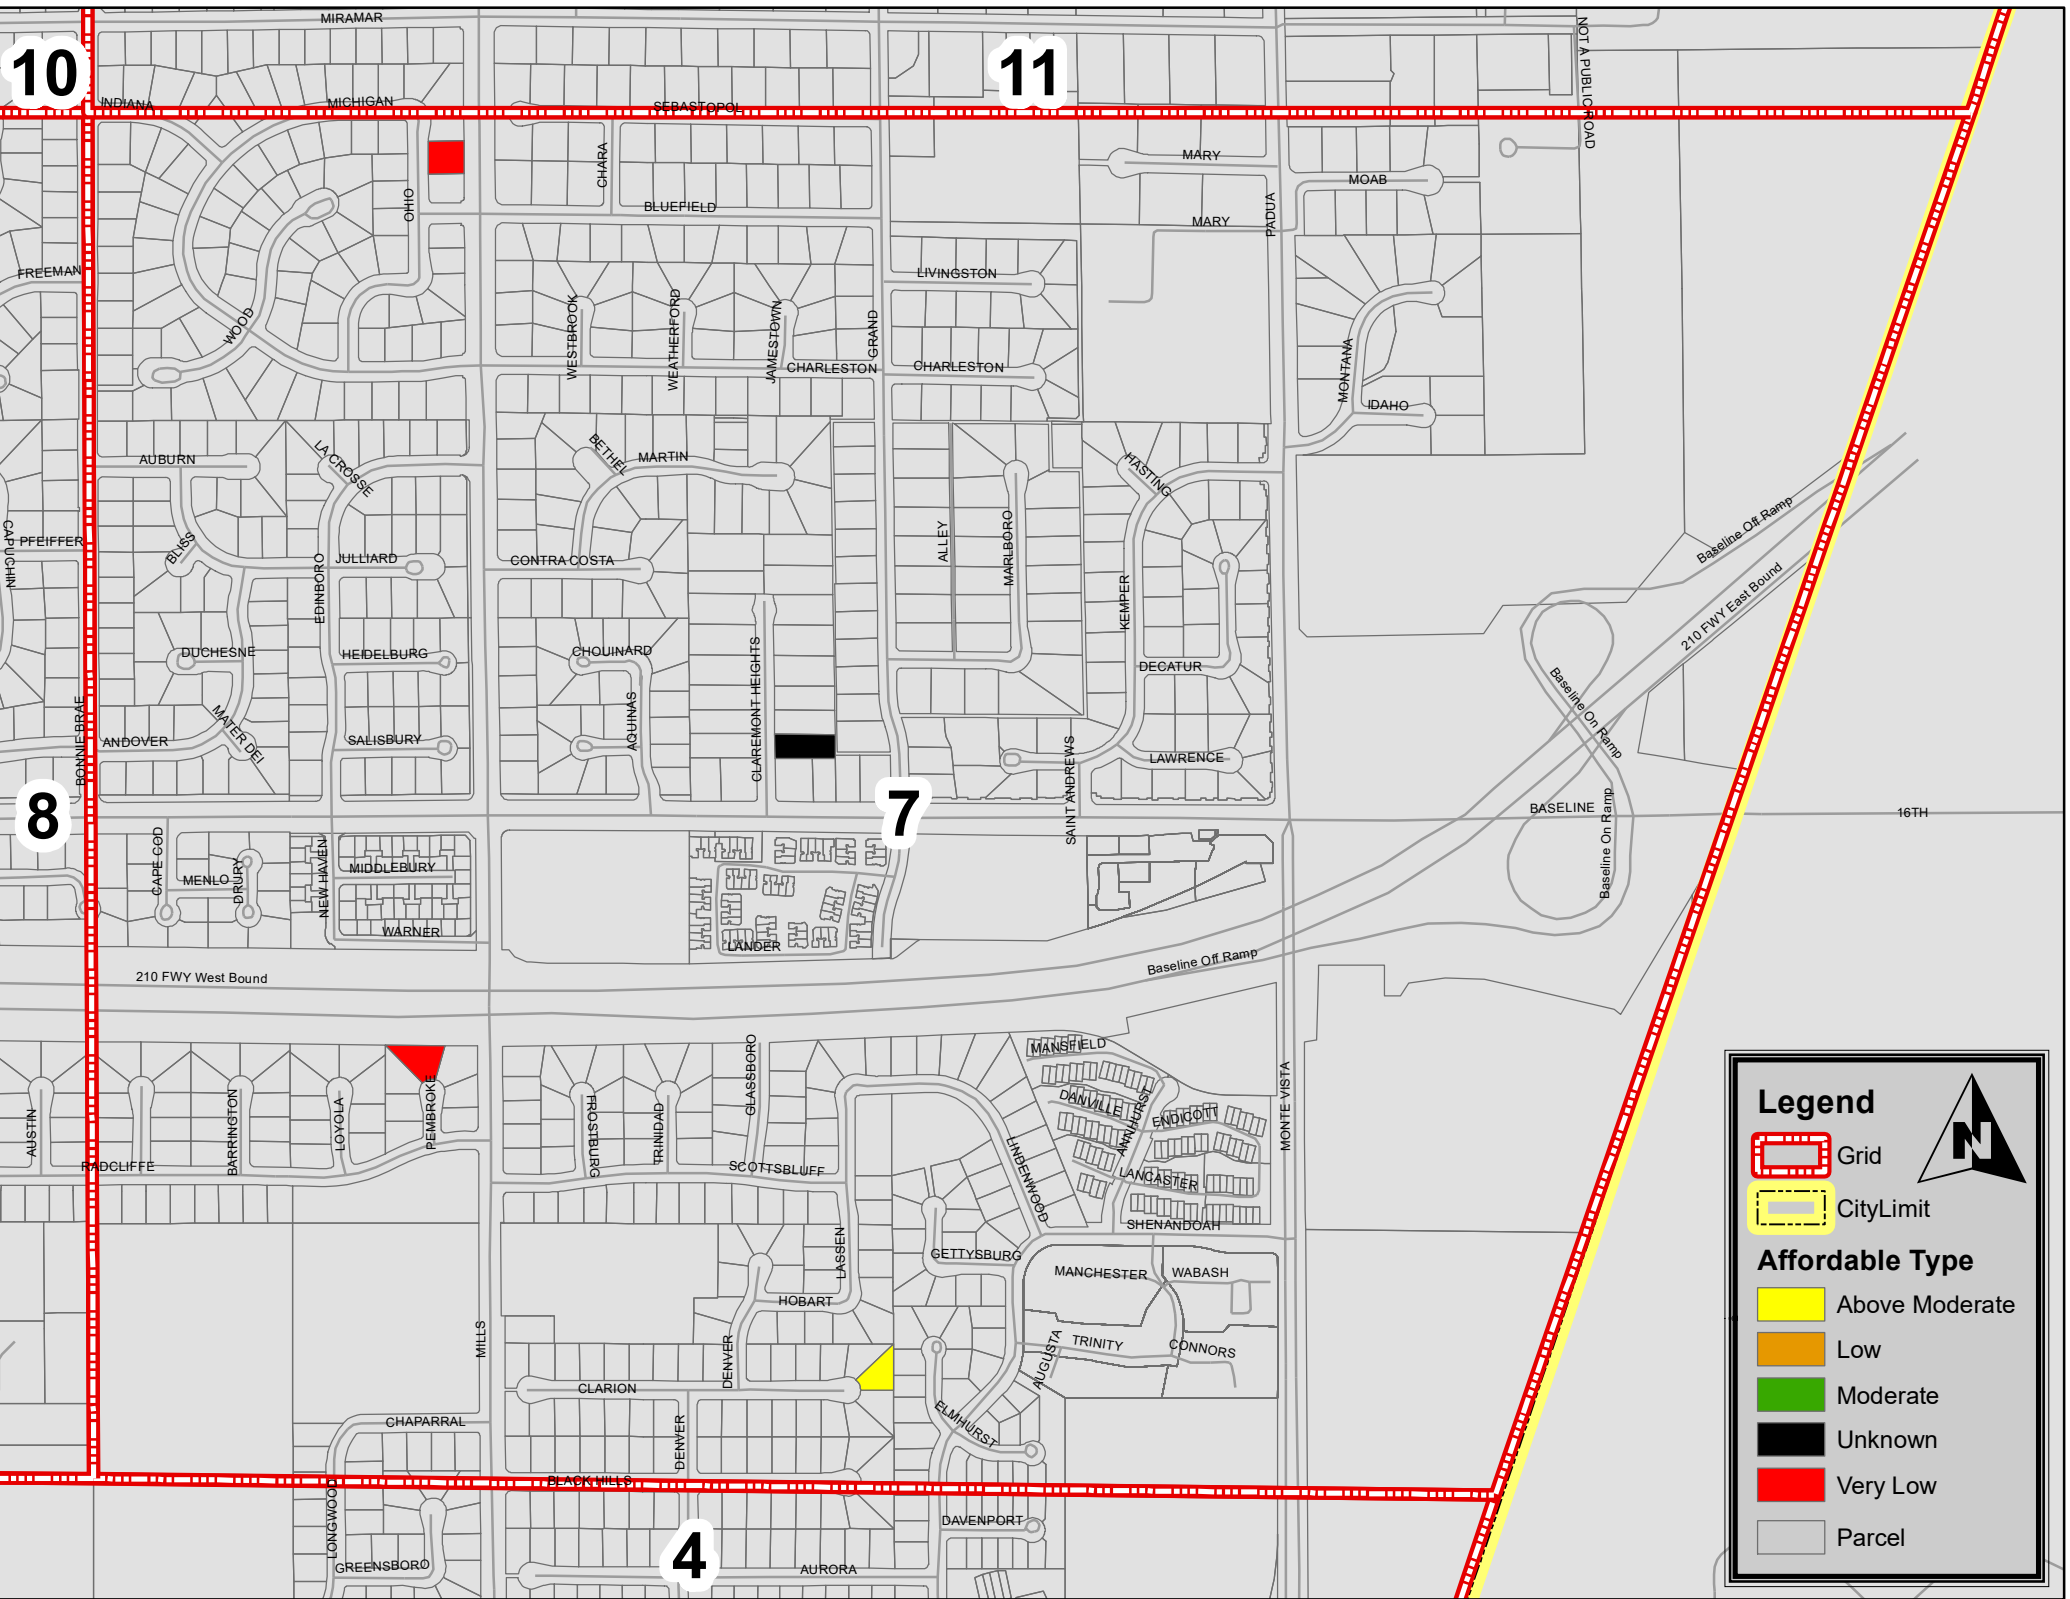 MIRAMAR
10
11
NOT A PUBLIC ROAD
INDIANA
MICHIGAN
SEBASTOPOL
CHARA
MARY
MOAB
OHIO
BLUEFIELD
MARY
PADUA
FREEMAN
LIVINGSTON
WOOD
WESTBROOK
WEATHERFORD
JAMESTOWN
GRAND
CHARLESTON
CHARLESTON
MONTANA
IDAHO
AUBURN
LA CROSSE
BETHEL
MARTIN
HASTING
CAPUCHIN
PFEIFFER
BLISS
EDINBORO
JULLIARD
CONTRA COSTA
ALLEY
MARLBORO
KEMPER
Baseline Off Ramp
210 FWY East Bound
DUCHESNE
HEIDELBURG
CHOUINARD
CLAREMONT HEIGHTS
DECATUR
Baseline On Ramp
BONNIE BRAE
ANDOVER
MATER DEI
SALISBURY
AQUINAS
SAINT ANDREWS
LAWRENCE
8
7
BASELINE
Baseline On Ramp
16TH
CAPE COD
MENLO
DRURY
NEW HAVEN
MIDDLEBURY
WARNER
LANDER
210 FWY West Bound
Baseline Off Ramp
MANSFIELD
AUSTIN
RADCLIFFE
BARRINGTON
LOYOLA
PEMBROKE
FROSTBURG
TRINIDAD
GLASSBORO
SCOTTSBLUFF
LINDENWOOD
DANVILLE
ANNHURST
ENDICOTT
LANCASTER
SHENANDOAH
MONTE VISTA
LASSEN
GETTYSBURG
MANCHESTER
WABASH
HOBART
MILLS
DENVER
TRINITY
CONNORS
AUGUSTA
CLARION
CHAPARRAL
DENVER
ELMHURST
BLACK HILLS
LONGWOOD
DAVENPORT
GREENSBORO
4
AURORA
Legend
N
Grid
CityLimit
Affordable Type
Above Moderate
Low
Moderate
Unknown
Very Low
Parcel